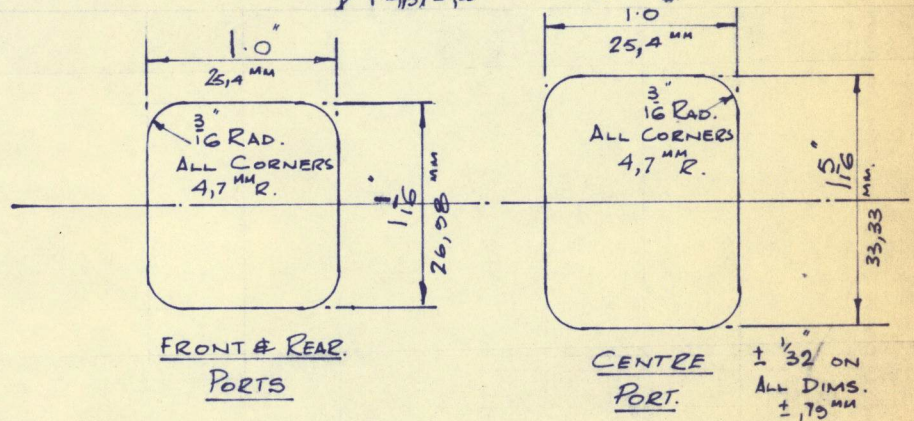 1.0"
25,4 MM
3/16" RAD.
ALL CORNERS
4,7 MM R.
1 1/16"
26,98 MM
FRONT & REAR.
PORTS
1.0"
25,4 MM
3/16" RAD.
ALL CORNERS
4,7 MM R.
1 5/16"
33,33 MM.
CENTRE
PORT.
± 1/32" ON
ALL DIMS.
± ,79 MM